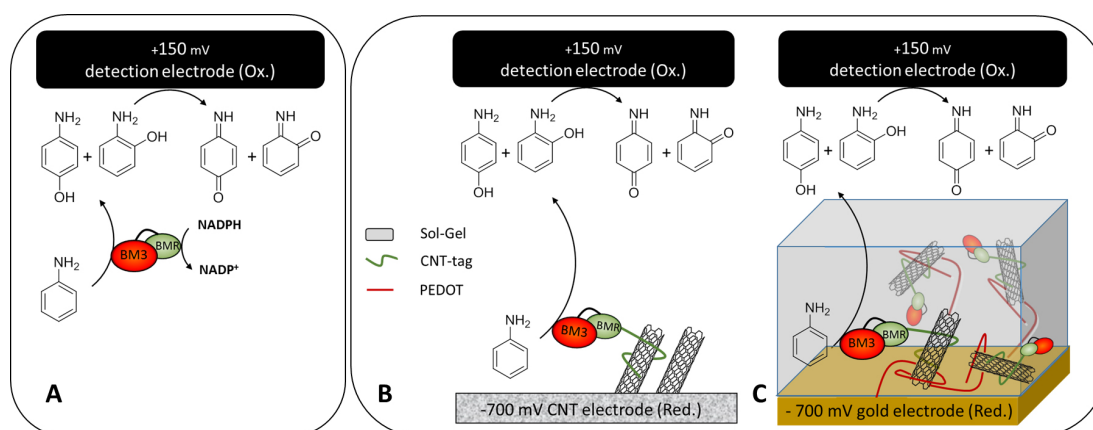 +150 mV
detection electrode (Ox.)
NH₂
NH₂
OH
+
OH
NH
NH
O
+
O
NADPH
BM3
BMR
NADP⁺
NH₂
A
+150 mV
detection electrode (Ox.)
NH₂
NH₂
OH
+
OH
NH
NH
O
+
O
Sol-Gel
CNT-tag
PEDOT
NH₂
BM3
BMR
B
-700 mV CNT electrode (Red.)
+150 mV
detection electrode (Ox.)
NH₂
NH₂
OH
+
OH
NH
NH
O
+
O
NH₂
BM3
BMR
C
- 700 mV gold electrode (Red.)